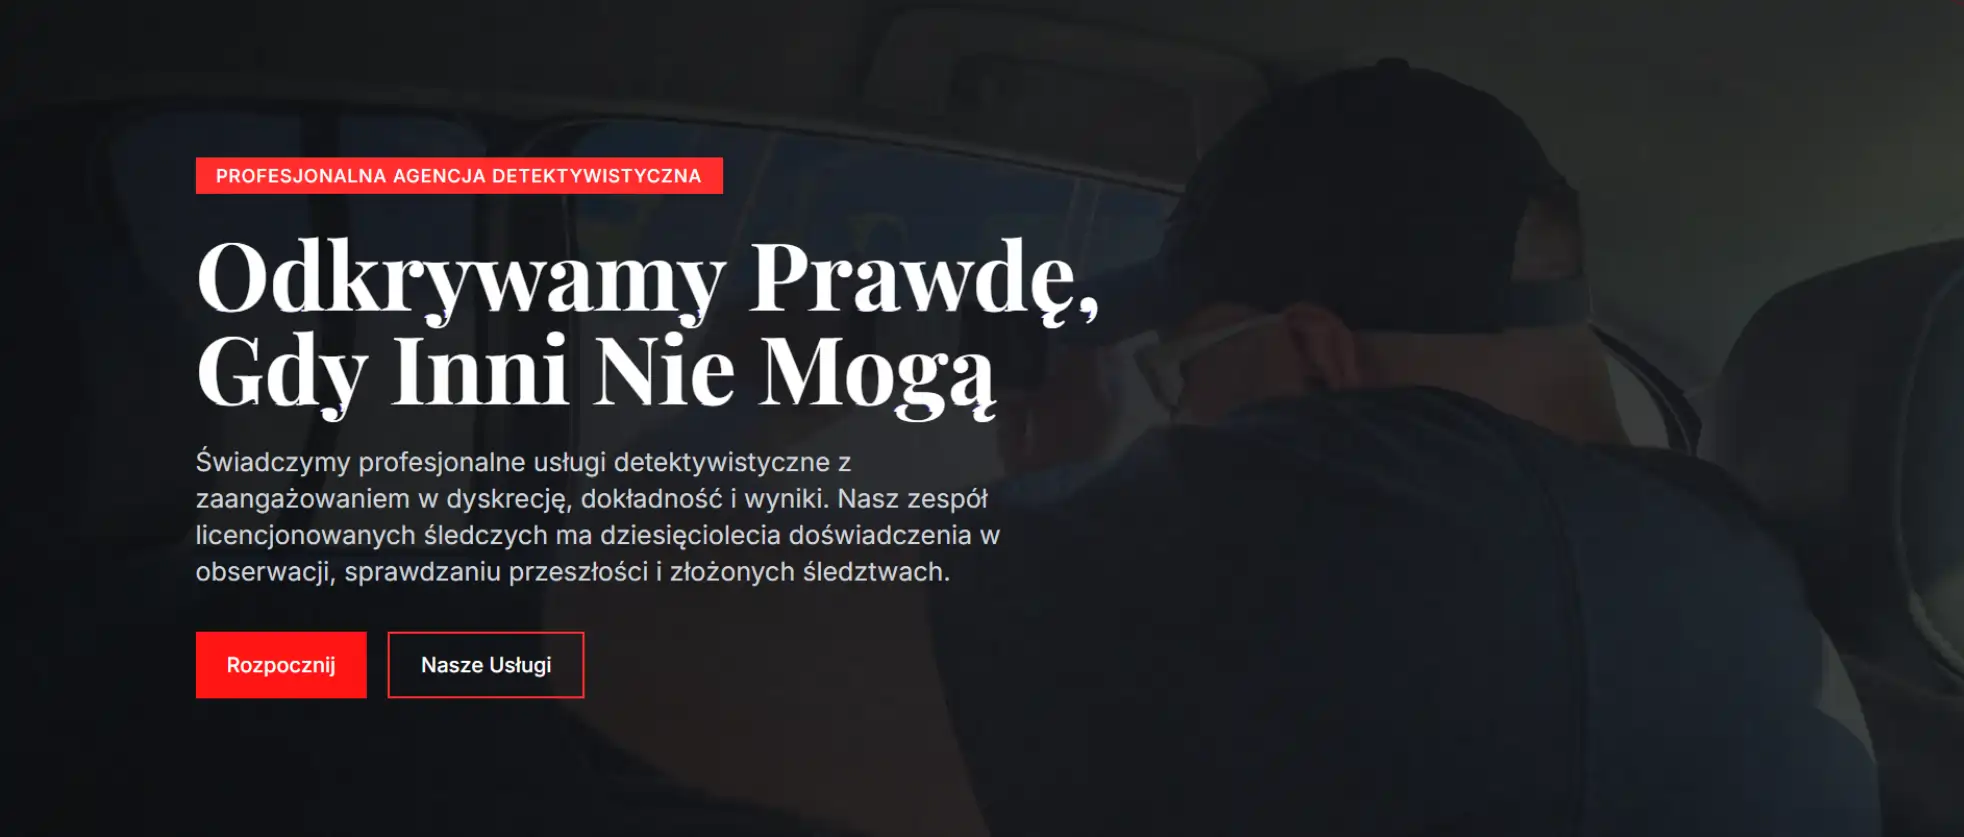 PROFESJONALNA AGENCJA DETEKTYWISTYCZNA
Odkrywamy Prawdę,
Gdy Inni Nie Mogą
Świadczymy profesjonalne usługi detektywistyczne z
zaangażowaniem w dyskrecję, dokładność i wyniki. Nasz zespół
licencjonowanych śledczych ma dziesięciolecia doświadczenia w
obserwacji, sprawdzaniu przeszłości i złożonych śledztwach.
Rozpocznij
Nasze Usługi